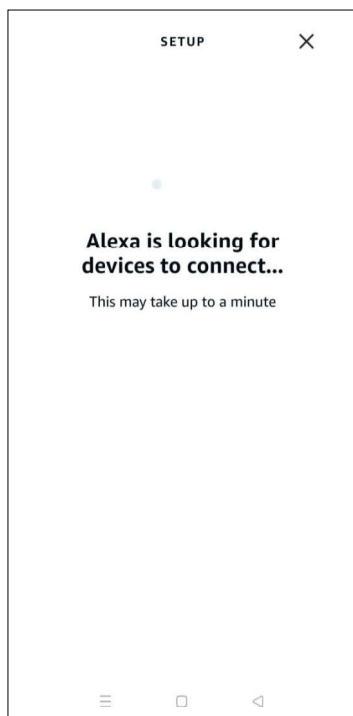 SETUP
Alexa is looking for
devices to connect...
This may take up to a minute